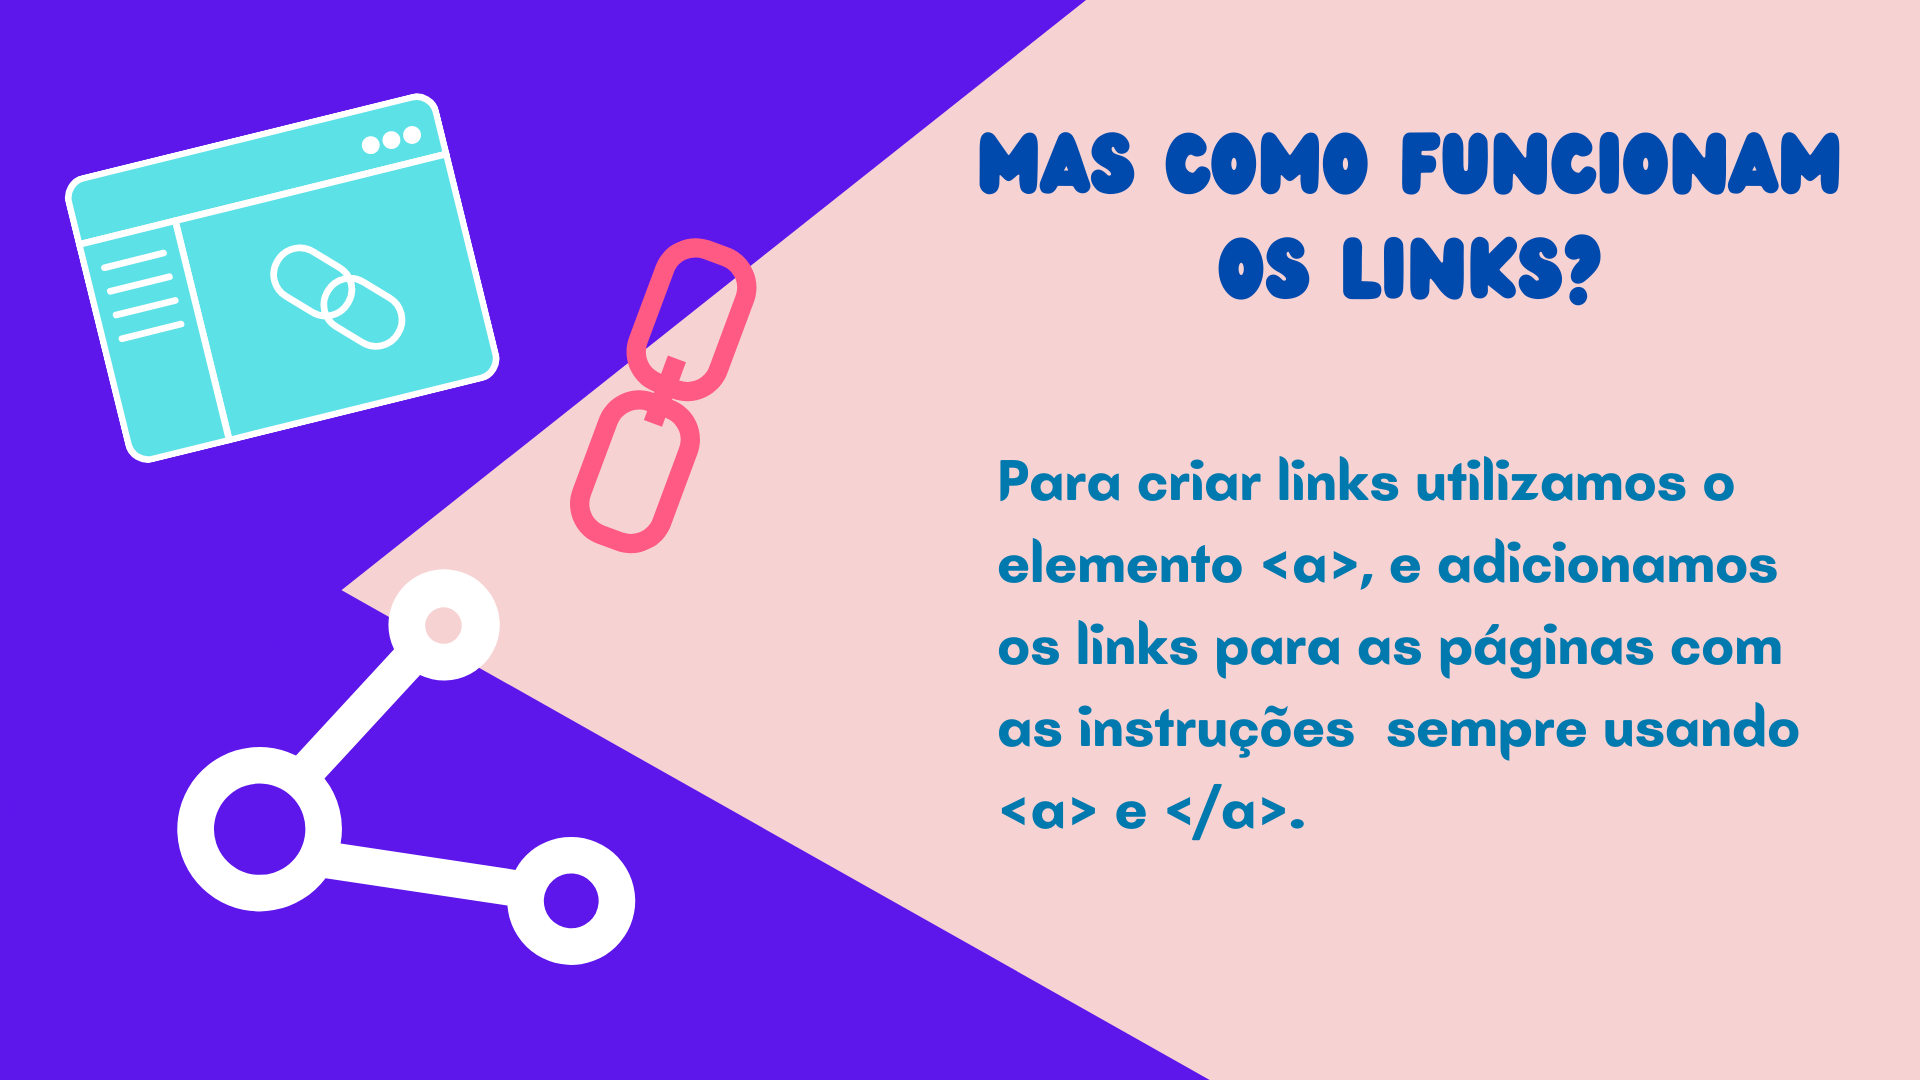 MAS COMO FUNCIONAM
OS LINKS?
Para criar links utilizamos o
elemento <a>, e adicionamos
os links para as páginas com
as instruções  sempre usando
<a> e </a>.